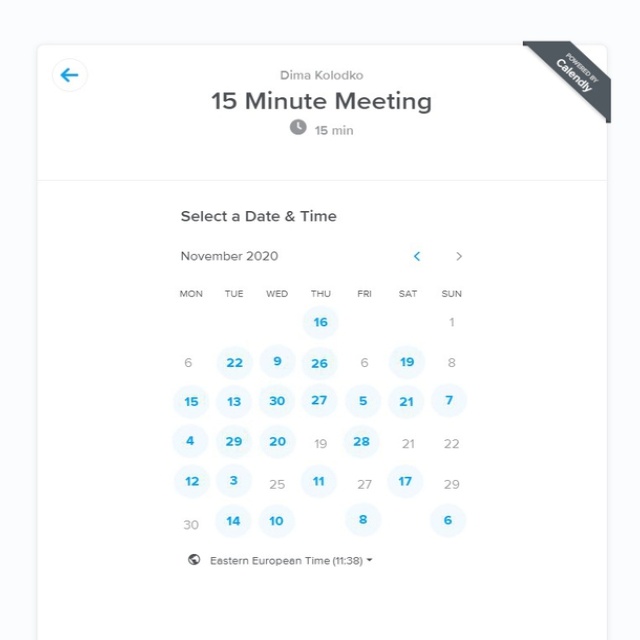 POWERED BY
Calendly
Dima Kolodko
15 Minute Meeting
15 min
Select a Date & Time
November 2020
MON TUE WED THU FRI SAT SUN
16 1
6 22 9 26 6 19 8
15 13 30 27 5 21 7
4 29 20 19 28 21 22
12 3 25 11 27 17 29
30 14 10 8 6
Eastern European Time (11:38)